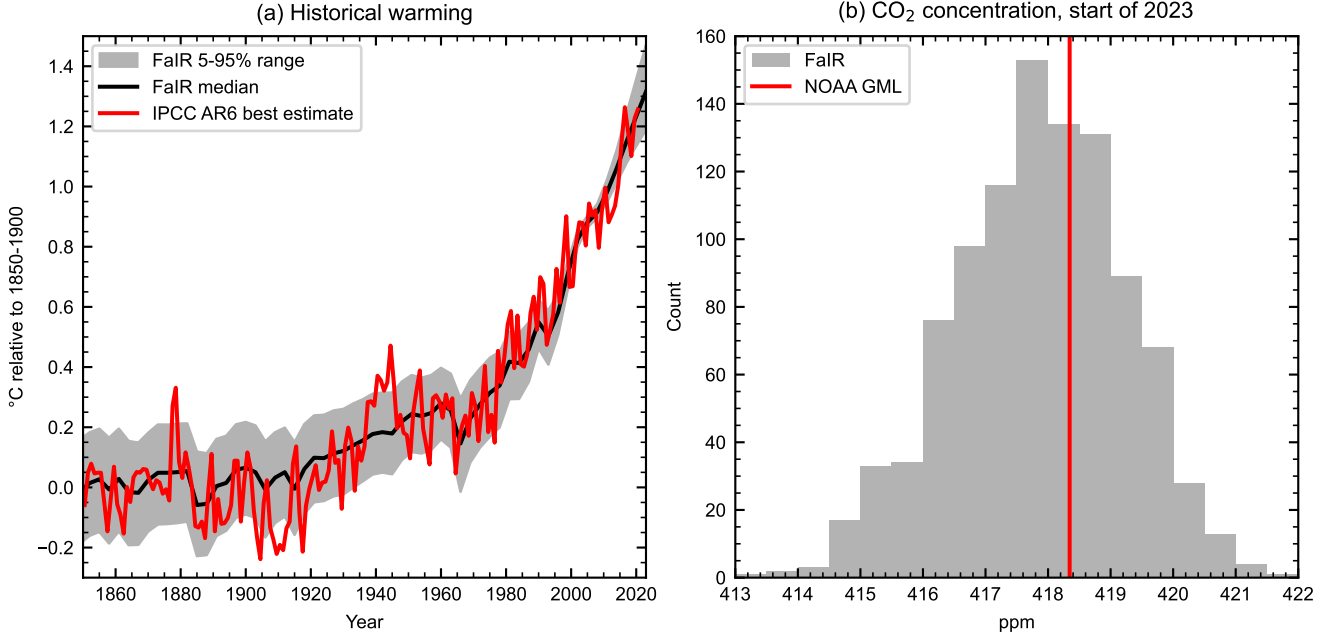 (a) Historical warming
FaIR 5-95% range
FaIR median
IPCC AR6 best estimate
°C relative to 1850-1900
1.4
1.2
1.0
0.8
0.6
0.4
0.2
0.0
−0.2
1860 1880 1900 1920 1940 1960 1980 2000 2020
Year
(b) CO₂ concentration, start of 2023
FaIR
NOAA GML
Count
160
140
120
100
80
60
40
20
0
413 414 415 416 417 418 419 420 421 422
ppm